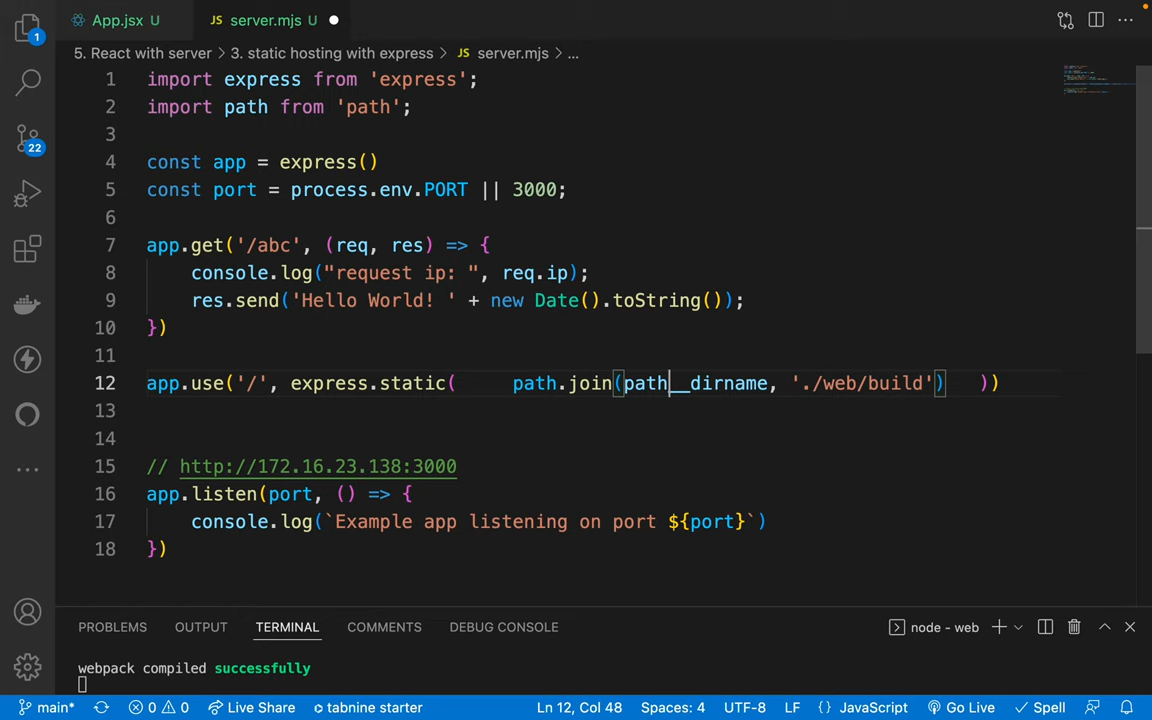 App.jsx U
JS server.mjs U
1
5. React with server > 3. static hosting with express > JS server.mjs > ...
1 import express from 'express';
2 import path from 'path';
3
4 const app = express()
5 const port = process.env.PORT || 3000;
6
7 app.get('/abc', (req, res) => {
8 console.log("request ip: ", req.ip);
9 res.send('Hello World! ' + new Date().toString());
10 })
11
12 app.use('/', express.static( path.join(path__dirname, './web/build') ))
13
14
15 // http://172.16.23.138:3000
16 app.listen(port, () => {
17 console.log(`Example app listening on port ${port}`)
18 })
22
PROBLEMS OUTPUT TERMINAL COMMENTS DEBUG CONSOLE node - web
webpack compiled successfully
main* 0 0 Live Share tabnine starter Ln 12, Col 48 Spaces: 4 UTF-8 LF {} JavaScript Go Live Spell